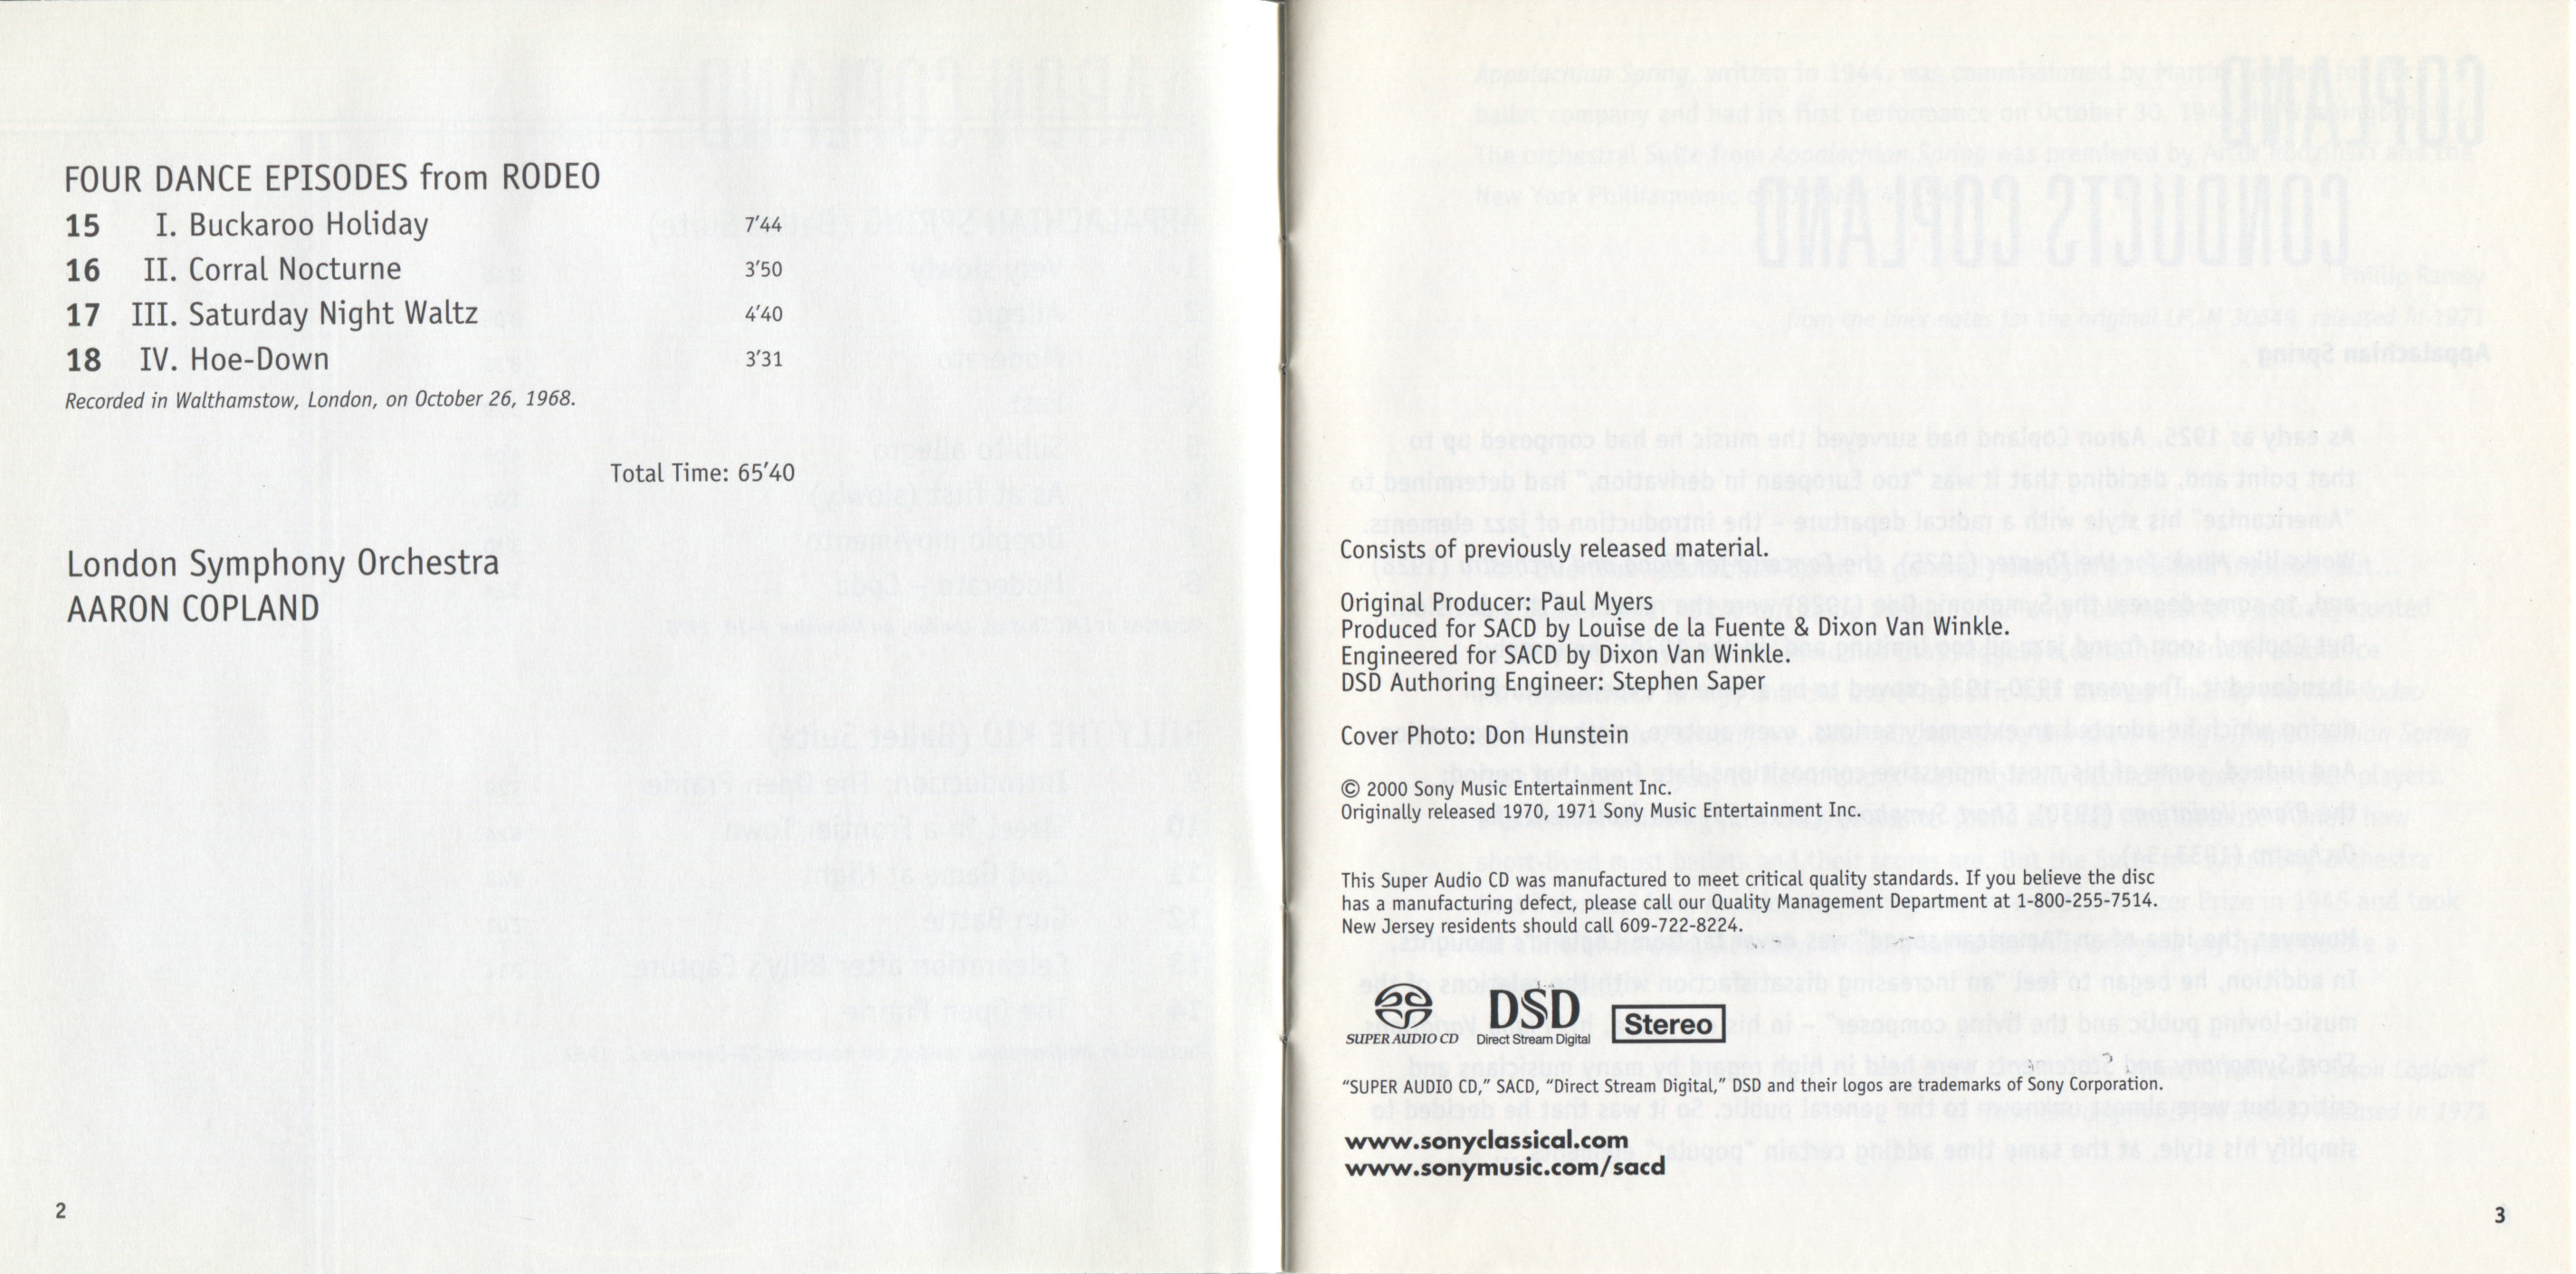 FOUR DANCE EPISODES from RODEO
15 I. Buckaroo Holiday 7’44
16 II. Corral Nocturne 3’50
17 III. Saturday Night Waltz 4’40
18 IV. Hoe-Down 3’31
Recorded in Walthamstow, London, on October 26, 1968.
Total Time: 65’40
London Symphony Orchestra
AARON COPLAND
2
Consists of previously released material.
Original Producer: Paul Myers
Produced for SACD by Louise de la Fuente & Dixon Van Winkle.
Engineered for SACD by Dixon Van Winkle.
DSD Authoring Engineer: Stephen Saper
Cover Photo: Don Hunstein
© 2000 Sony Music Entertainment Inc.
Originally released 1970, 1971 Sony Music Entertainment Inc.
This Super Audio CD was manufactured to meet critical quality standards. If you believe the disc
has a manufacturing defect, please call our Quality Management Department at 1-800-255-7514.
New Jersey residents should call 609-722-8224.
SUPER AUDIO CD
DSD
Direct Stream Digital
Stereo
“SUPER AUDIO CD,” SACD, “Direct Stream Digital,” DSD and their logos are trademarks of Sony Corporation.
www.sonyclassical.com
www.sonymusic.com/sacd
3